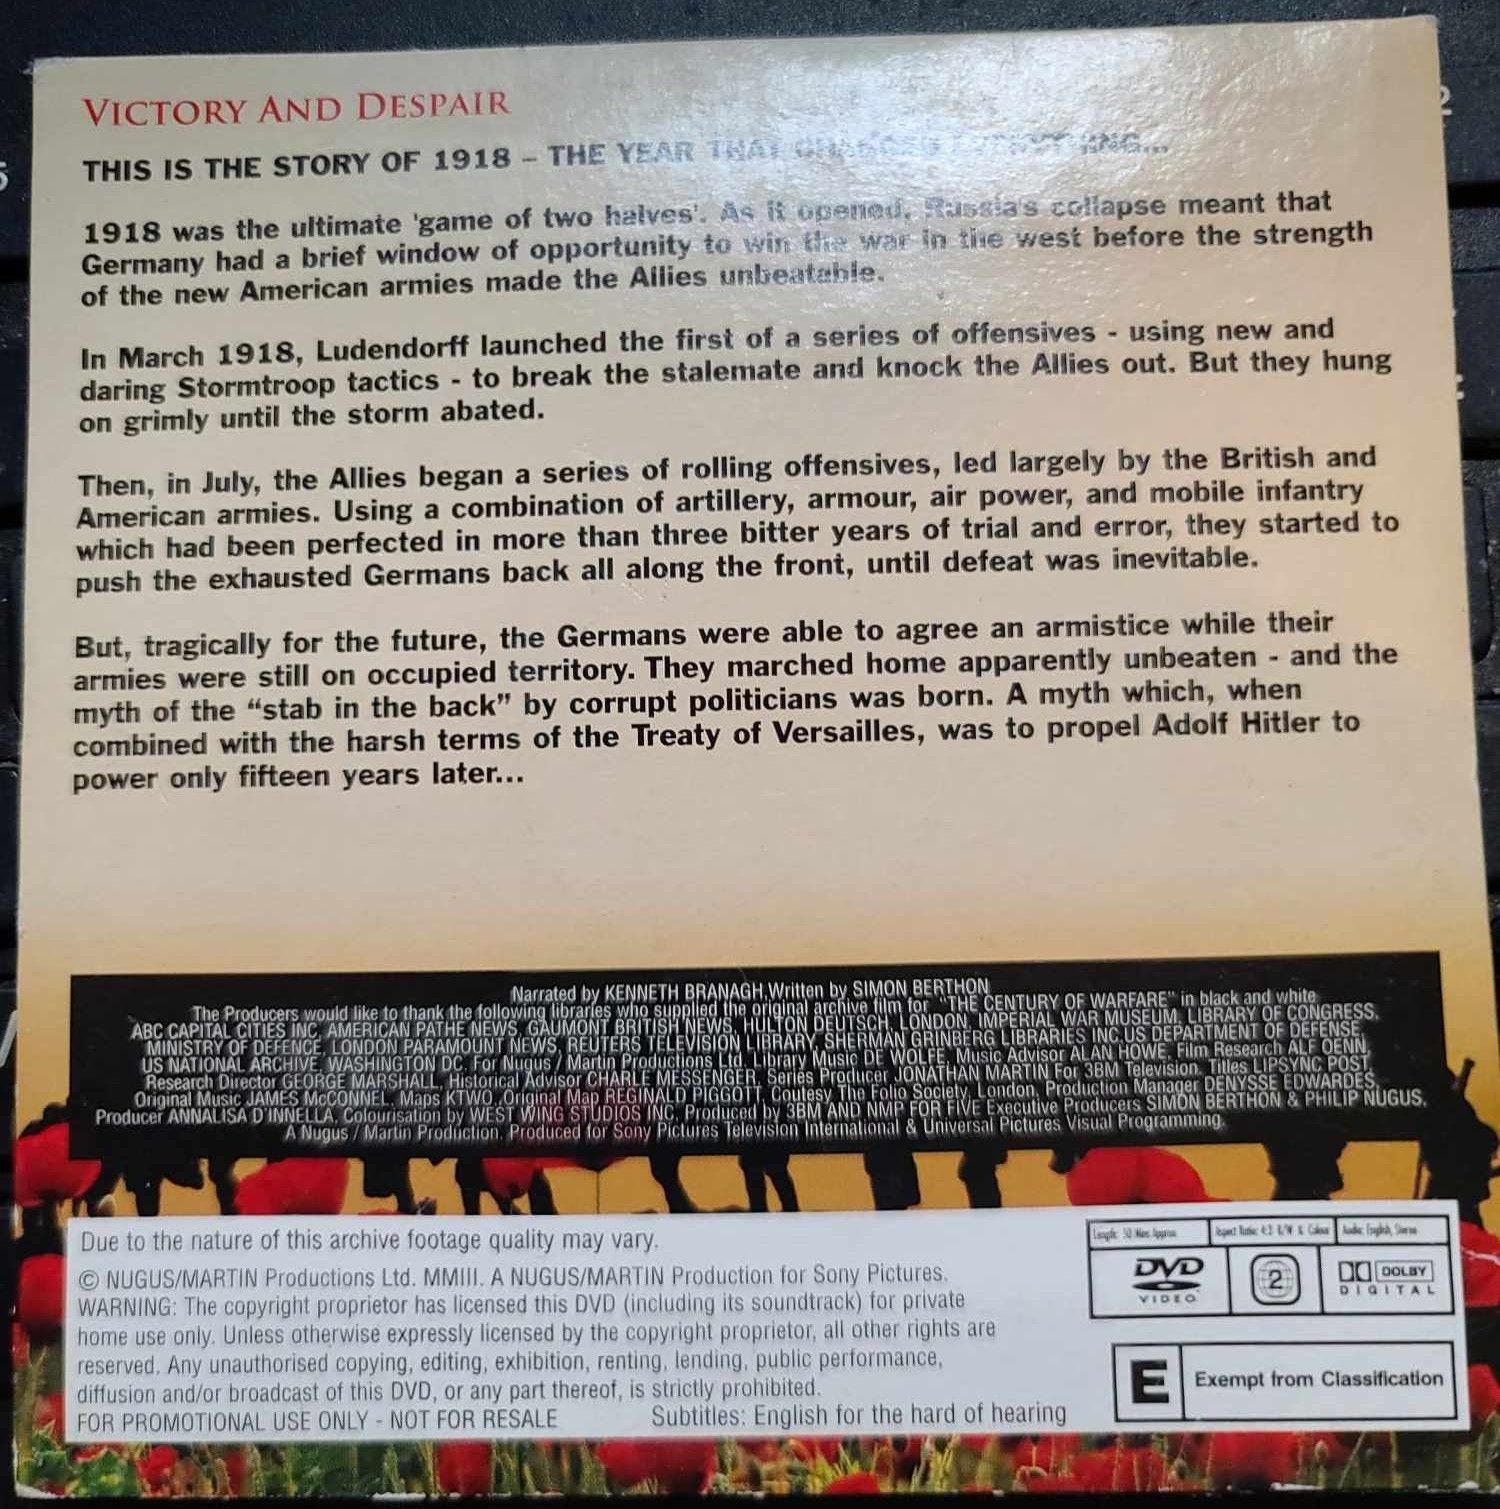 VICTORY AND DESPAIR
THIS IS THE STORY OF 1918 – THE YEAR THAT CHANGED EVERYTHING...
1918 was the ultimate 'game of two halves'. As it opened, Russia's collapse meant that
Germany had a brief window of opportunity to win the war in the west before the strength
of the new American armies made the Allies unbeatable.
In March 1918, Ludendorff launched the first of a series of offensives - using new and
daring Stormtroop tactics - to break the stalemate and knock the Allies out. But they hung
on grimly until the storm abated.
Then, in July, the Allies began a series of rolling offensives, led largely by the British and
American armies. Using a combination of artillery, armour, air power, and mobile infantry
which had been perfected in more than three bitter years of trial and error, they started to
push the exhausted Germans back all along the front, until defeat was inevitable.
But, tragically for the future, the Germans were able to agree an armistice while their
armies were still on occupied territory. They marched home apparently unbeaten - and the
myth of the “stab in the back” by corrupt politicians was born. A myth which, when
combined with the harsh terms of the Treaty of Versailles, was to propel Adolf Hitler to
power only fifteen years later...
Narrated by KENNETH BRANAGH,Written by SIMON BERTHON
The Producers would like to thank the following libraries who supplied the original archive film for "THE CENTURY OF WARFARE" in black and white
ABC CAPITAL CITIES INC, AMERICAN PATHE NEWS, GAUMONT BRITISH NEWS, HULTON DEUTSCH, LONDON, IMPERIAL WAR MUSEUM, LIBRARY OF CONGRESS,
MINISTRY OF DEFENCE, LONDON PARAMOUNT NEWS, REUTERS TELEVISION LIBRARY, SHERMAN GRINBERG LIBRARIES INC,US DEPARTMENT OF DEFENSE,
US NATIONAL ARCHIVE, WASHINGTON DC. For Nugus / Martin Productions Ltd, Library Music DE WOLFE, Music Advisor ALAN HOWE, Film Research ALF OENN,
Research Director GEORGE MARSHALL, Historical Advisor CHARLE MESSENGER, Series Producer JONATHAN MARTIN For 3BM Television. Titles LIPSYNC POST,
Original Music JAMES McCONNEL, Maps KTWO, Original Map REGINALD PIGGOTT, Coutesy The Folio Society, London, Production Manager DENYSSE EDWARDES,
Producer ANNALISA D'INNELLA, Colourisation by WEST WING STUDIOS INC, Produced by 3BM AND NMP FOR FIVE Executive Producers SIMON BERTHON & PHILIP NUGUS,
A Nugus / Martin Production. Produced for Sony Pictures Television International & Universal Pictures Visual Programming.
Due to the nature of this archive footage quality may vary.
© NUGUS/MARTIN Productions Ltd. MMIII. A NUGUS/MARTIN Production for Sony Pictures.
WARNING: The copyright proprietor has licensed this DVD (including its soundtrack) for private
home use only. Unless otherwise expressly licensed by the copyright proprietor, all other rights are
reserved. Any unauthorised copying, editing, exhibition, renting, lending, public performance,
diffusion and/or broadcast of this DVD, or any part thereof, is strictly prohibited.
FOR PROMOTIONAL USE ONLY - NOT FOR RESALE
Subtitles: English for the hard of hearing
Length: 50 Mins Approx
Aspect Ratio: 4:3 B/W & Colour
Audio: English, Stereo
DVD
VIDEO
2
DOLBY
DIGITAL
E
Exempt from Classification